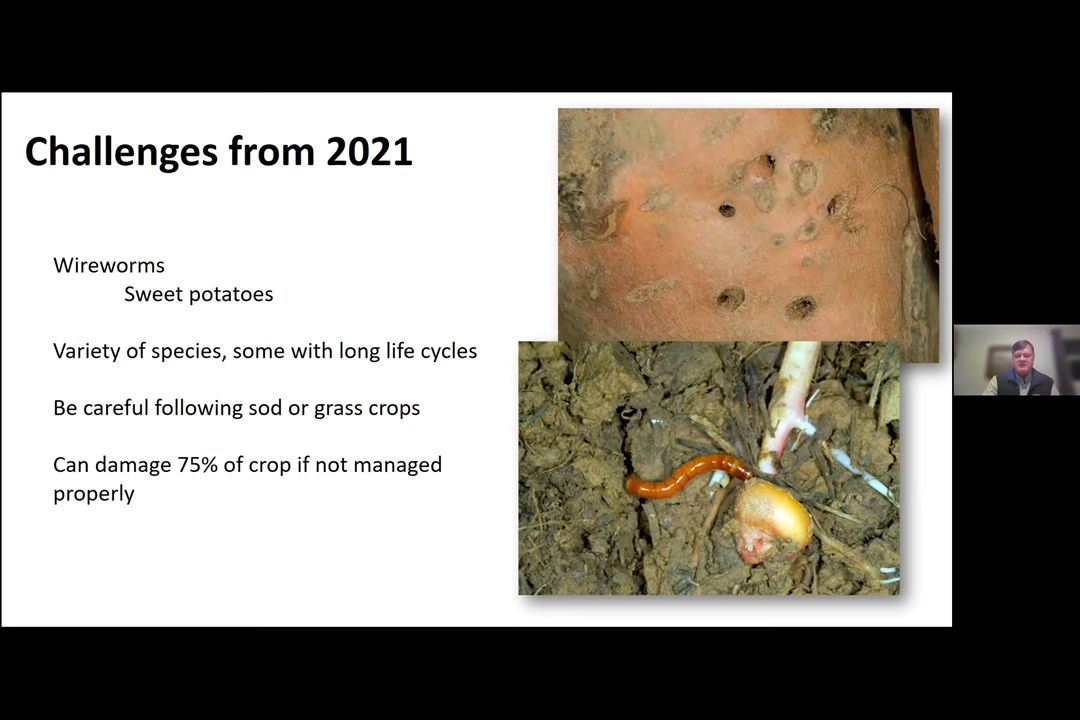 Challenges from 2021
Wireworms
Sweet potatoes
Variety of species, some with long life cycles
Be careful following sod or grass crops
Can damage 75% of crop if not managed
properly